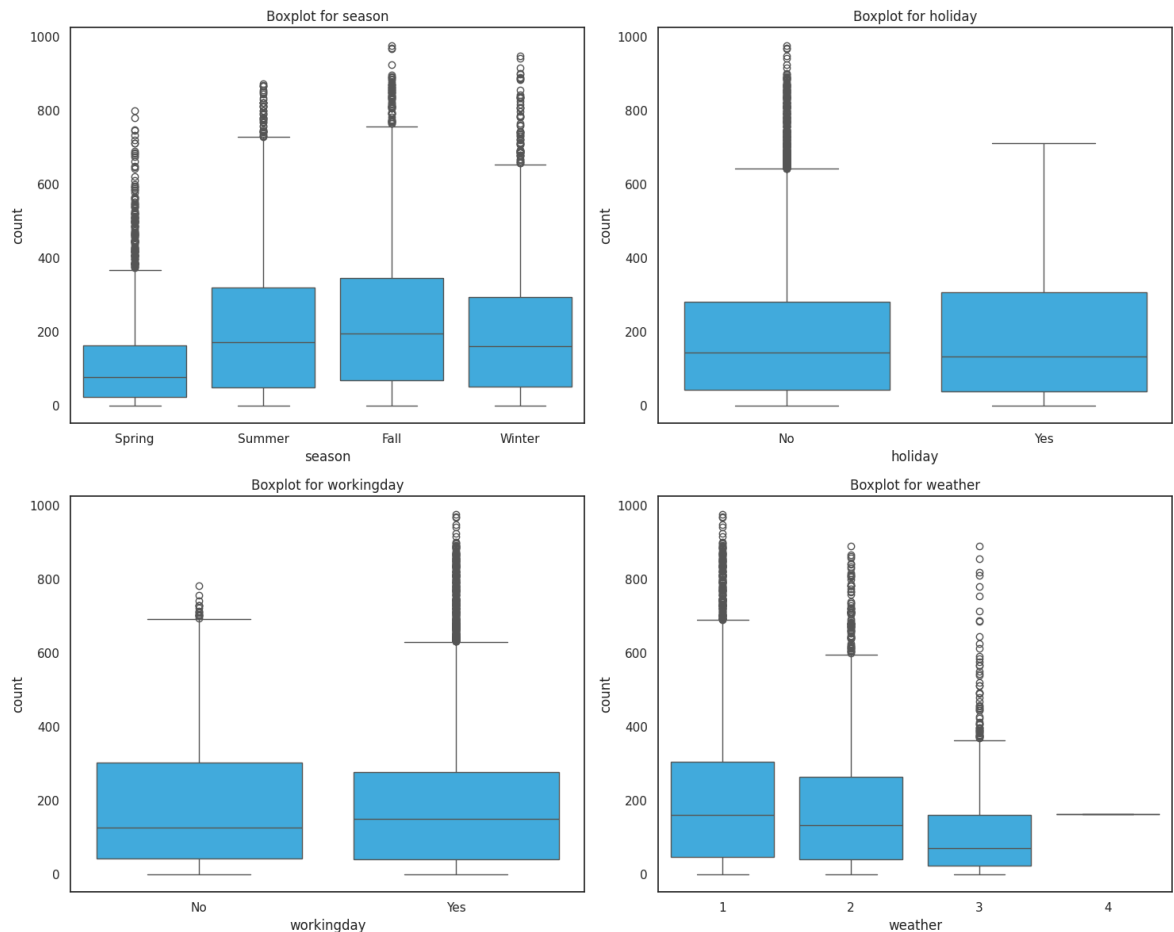 Boxplot for season
1000
800
600
400
200
0
count
Spring Summer Fall Winter
season
Boxplot for holiday
1000
800
600
400
200
0
count
No Yes
holiday
Boxplot for workingday
1000
800
600
400
200
0
count
No Yes
workingday
Boxplot for weather
1000
800
600
400
200
0
count
1 2 3 4
weather